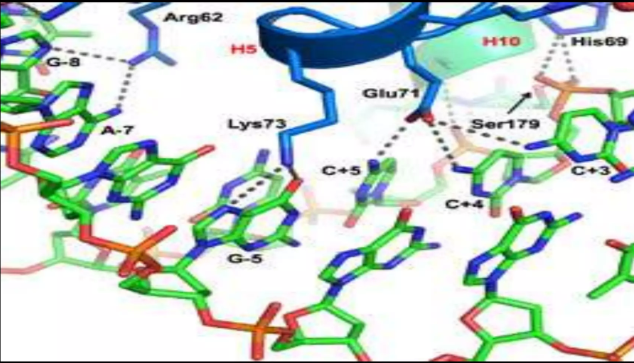 Arg62
H5
H10
His69
G-8
Glu71
A-7
Lys73
Ser179
C+5
C+3
C+4
G-5